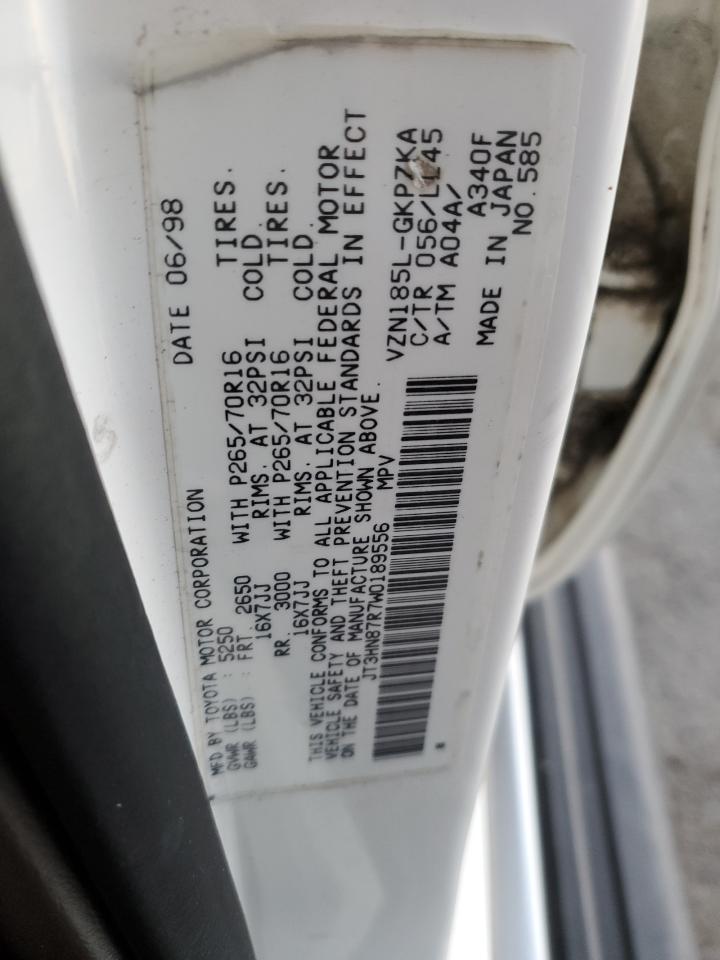 MFD BY TOYOTA MOTOR CORPORATION DATE 06/98
GVWR (LBS) : 5250
GAWR (LBS) : FRT. 2650 WITH P265/70R16 TIRES.
16X7JJ RIMS. AT 32PSI COLD.
RR. 3000 WITH P265/70R16 TIRES.
16X7JJ RIMS. AT 32PSI COLD.
THIS VEHICLE CONFORMS TO ALL APPLICABLE FEDERAL MOTOR
VEHICLE SAFETY AND THEFT PREVENTION STANDARDS IN EFFECT
ON THE DATE OF MANUFACTURE SHOWN ABOVE.
JT3HN87R7W0189556 MPV
VZN185L-GKPZKA
C/TR 056/LL45
A/TM A04A/
A340F
MADE IN JAPAN
NO.585